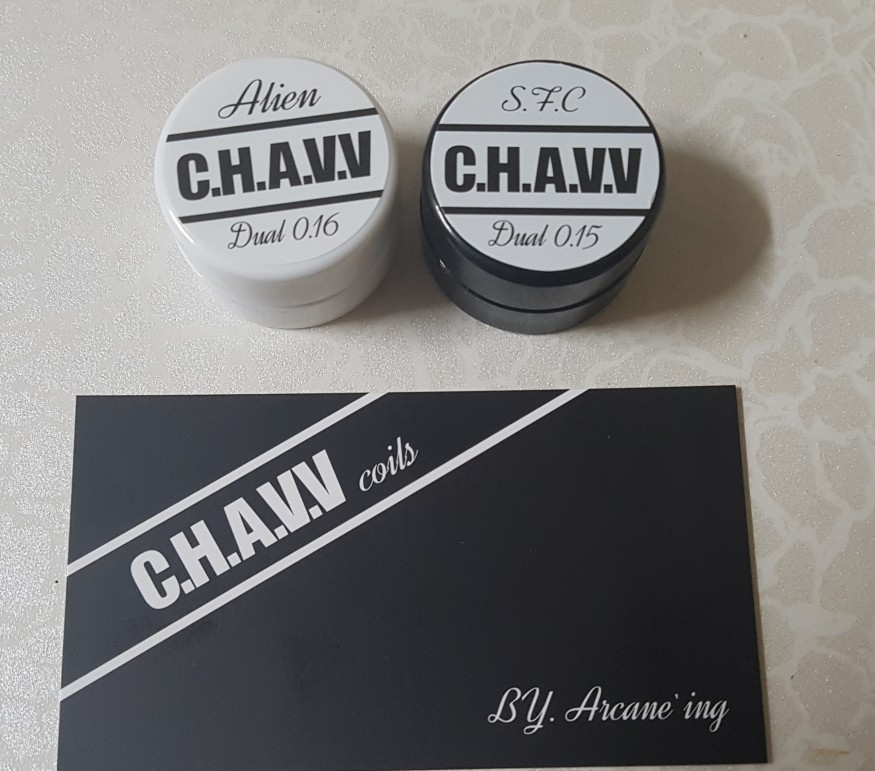 Alien
C.H.A.V.V
Dual 0.16
S.F.C
C.H.A.V.V
Dual 0.15
C.H.A.V.V coils
BY. Arcane`ing